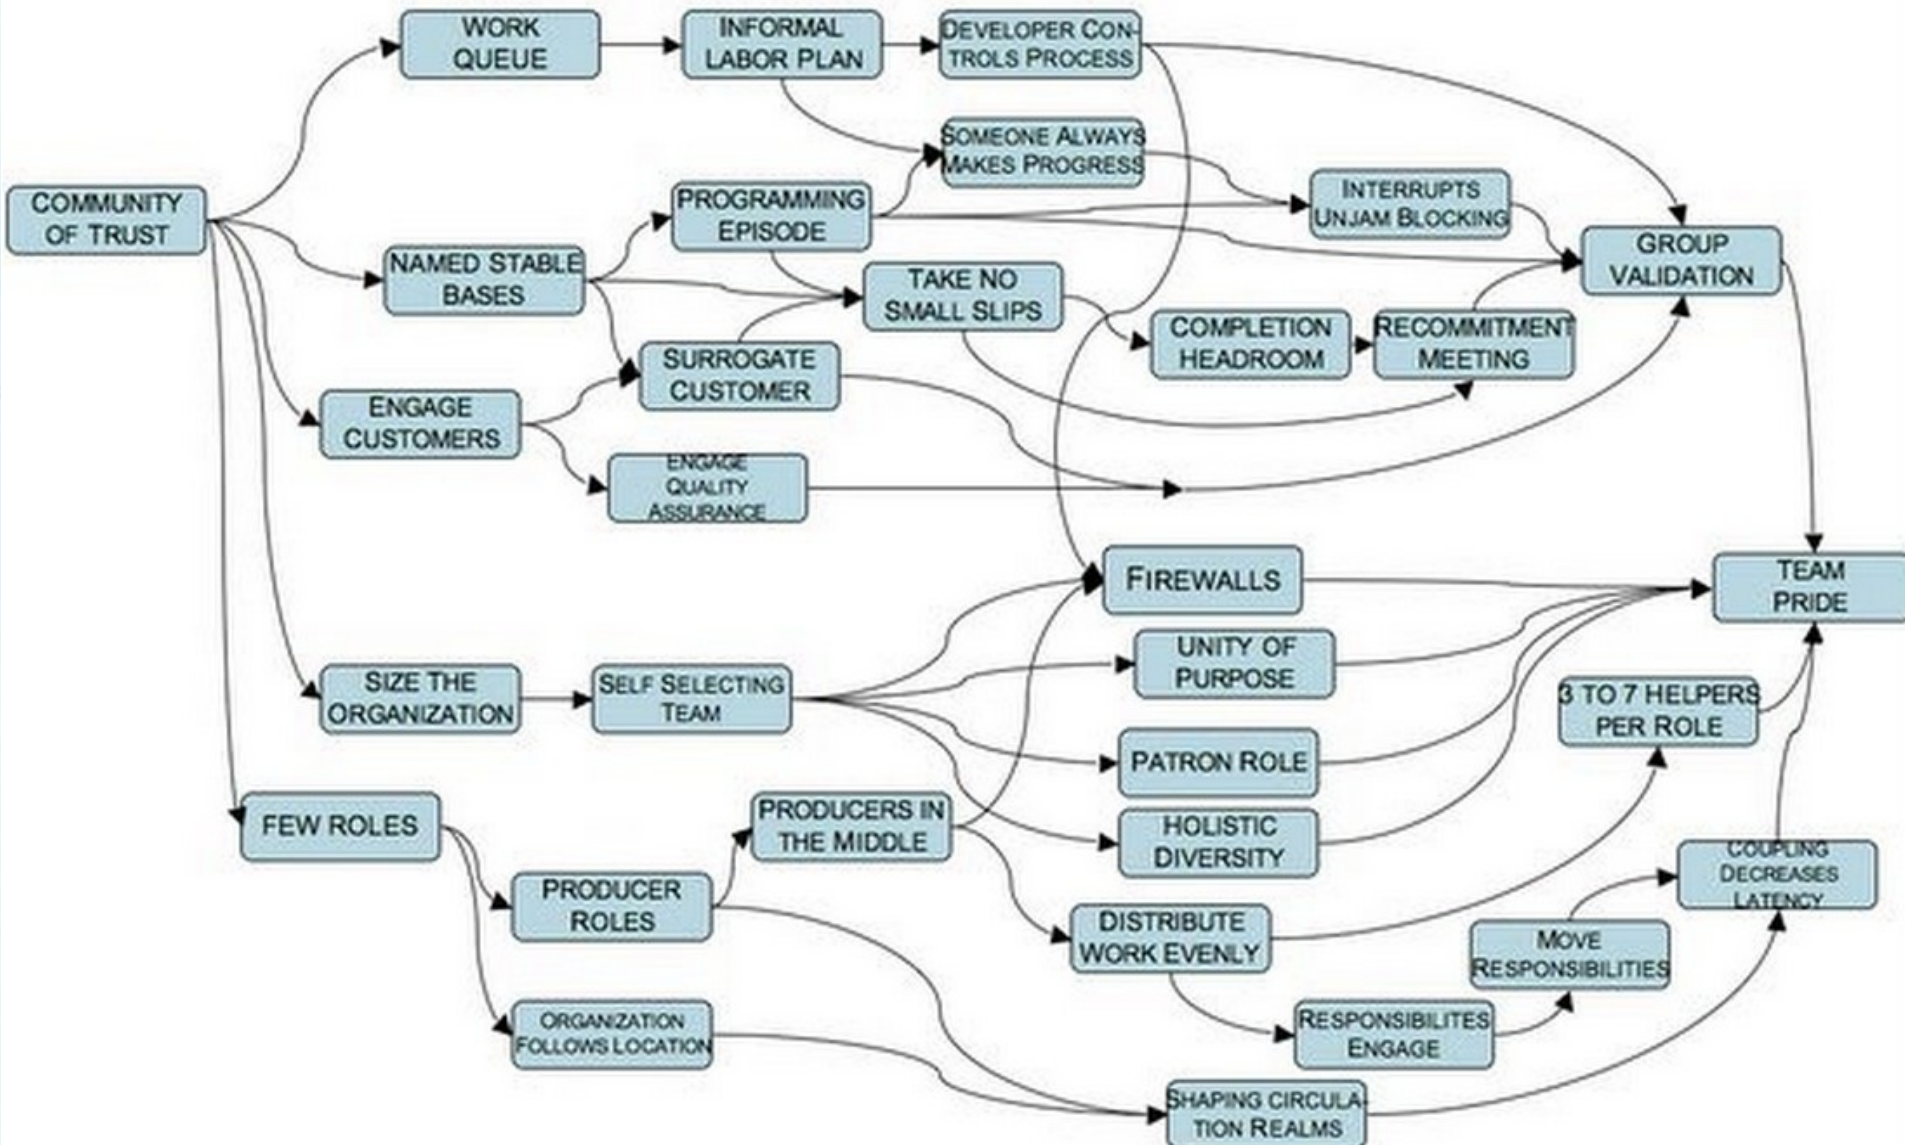 WORK
QUEUE
INFORMAL
LABOR PLAN
DEVELOPER CON-
TROLS PROCESS
SOMEONE ALWAYS
MAKES PROGRESS
COMMUNITY
OF TRUST
PROGRAMMING
EPISODE
INTERRUPTS
UNJAM BLOCKING
NAMED STABLE
BASES
TAKE NO
SMALL SLIPS
GROUP
VALIDATION
COMPLETION
HEADROOM
RECOMMITMENT
MEETING
SURROGATE
CUSTOMER
ENGAGE
CUSTOMERS
ENGAGE
QUALITY
ASSURANCE
FIREWALLS
TEAM
PRIDE
UNITY OF
PURPOSE
SIZE THE
ORGANIZATION
SELF SELECTING
TEAM
3 TO 7 HELPERS
PER ROLE
PATRON ROLE
FEW ROLES
PRODUCERS IN
THE MIDDLE
HOLISTIC
DIVERSITY
COUPLING
DECREASES
LATENCY
PRODUCER
ROLES
DISTRIBUTE
WORK EVENLY
MOVE
RESPONSIBILITIES
ORGANIZATION
FOLLOWS LOCATION
RESPONSIBILITES
ENGAGE
SHAPING CIRCULA-
TION REALMS